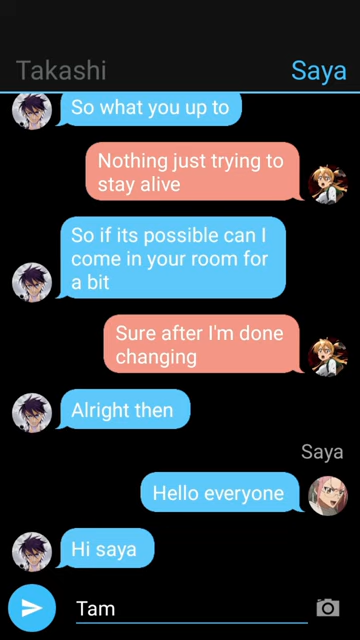 Takashi
Saya
So what you up to
Nothing just trying to
stay alive
So if its possible can I
come in your room for
a bit
Sure after I'm done
changing
Alright then
Saya
Hello everyone
Hi saya
Tam